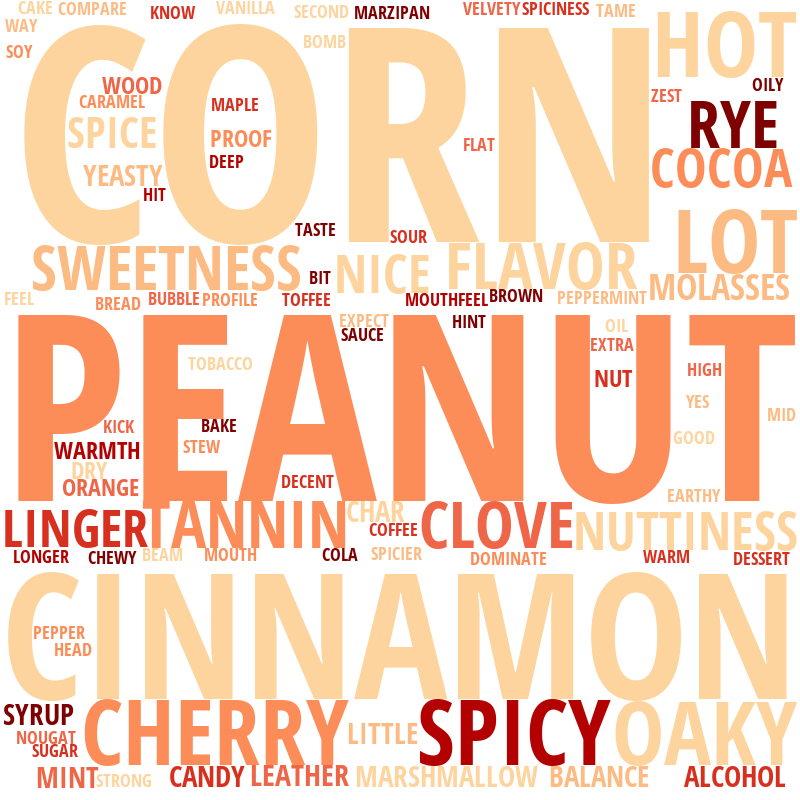 CAKE COMPARE KNOW VANILLA SECOND MARZIPAN VELVETY SPICINESS TAME
WAY CORN HOT
SOY BOMB
WOOD OILY
CARAMEL MAPLE ZEST RYE
SPICE PROOF FLAT
DEEP COCOA
YEASTY
HIT
TASTE SOUR LOT
SWEETNESS NICE FLAVOR
BIT MOLASSES
FEEL BREAD BUBBLE PROFILE TOFFEE MOUTHFEEL BROWN PEPPERMINT
PEANUT
EXPECT HINT OIL
SAUCE EXTRA
TOBACCO NUT HIGH
YES
KICK BAKE MID
WARMTH STEW GOOD
DRY
ORANGE DECENT EARTHY
LINGER TANNIN CHAR CLOVE NUTTINESS
COFFEE
LONGER CHEWY BEAM MOUTH COLA SPICIER DOMINATE WARM DESSERT
CINNAMON
PEPPER
HEAD
SYRUP CHERRY LITTLE SPICY OAKY
NOUGAT
SUGAR
MINT STRONG CANDY LEATHER MARSHMALLOW BALANCE ALCOHOL